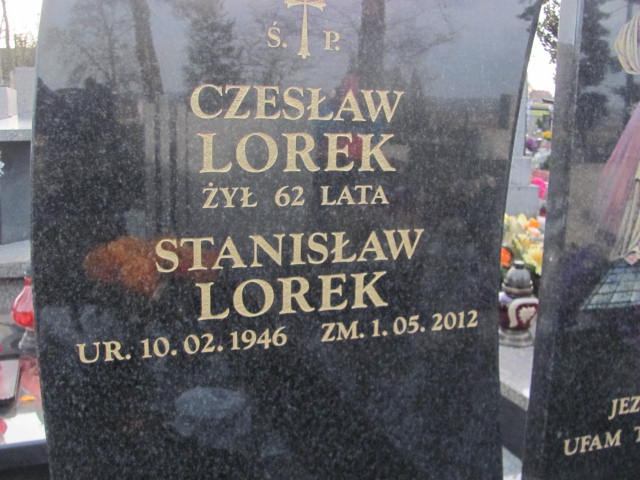 Ś. P.
CZESŁAW
LOREK
ŻYŁ 62 LATA
STANISŁAW
LOREK
UR. 10.02.1946 ZM. 1.05.2012
UFAM